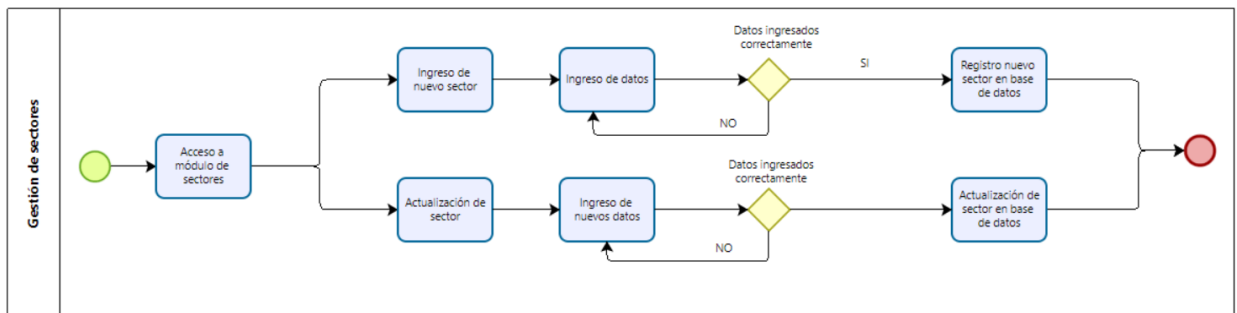 Gestión de sectores
Acceso a
módulo de
sectores
Ingreso de
nuevo sector
Ingreso de datos
Datos ingresados
correctamente
SI
NO
Registro nuevo
sector en base
de datos
Actualización de
sector
Ingreso de
nuevos datos
Datos ingresados
correctamente
NO
Actualización de
sector en base
de datos